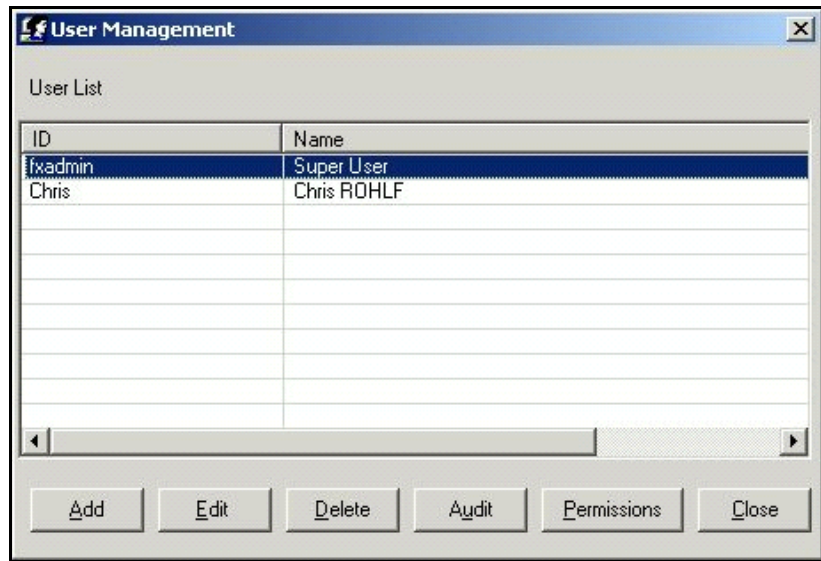 User Management
User List
ID Name
fxadmin Super User
Chris Chris ROHLF
Add Edit Delete Audit Permissions Close